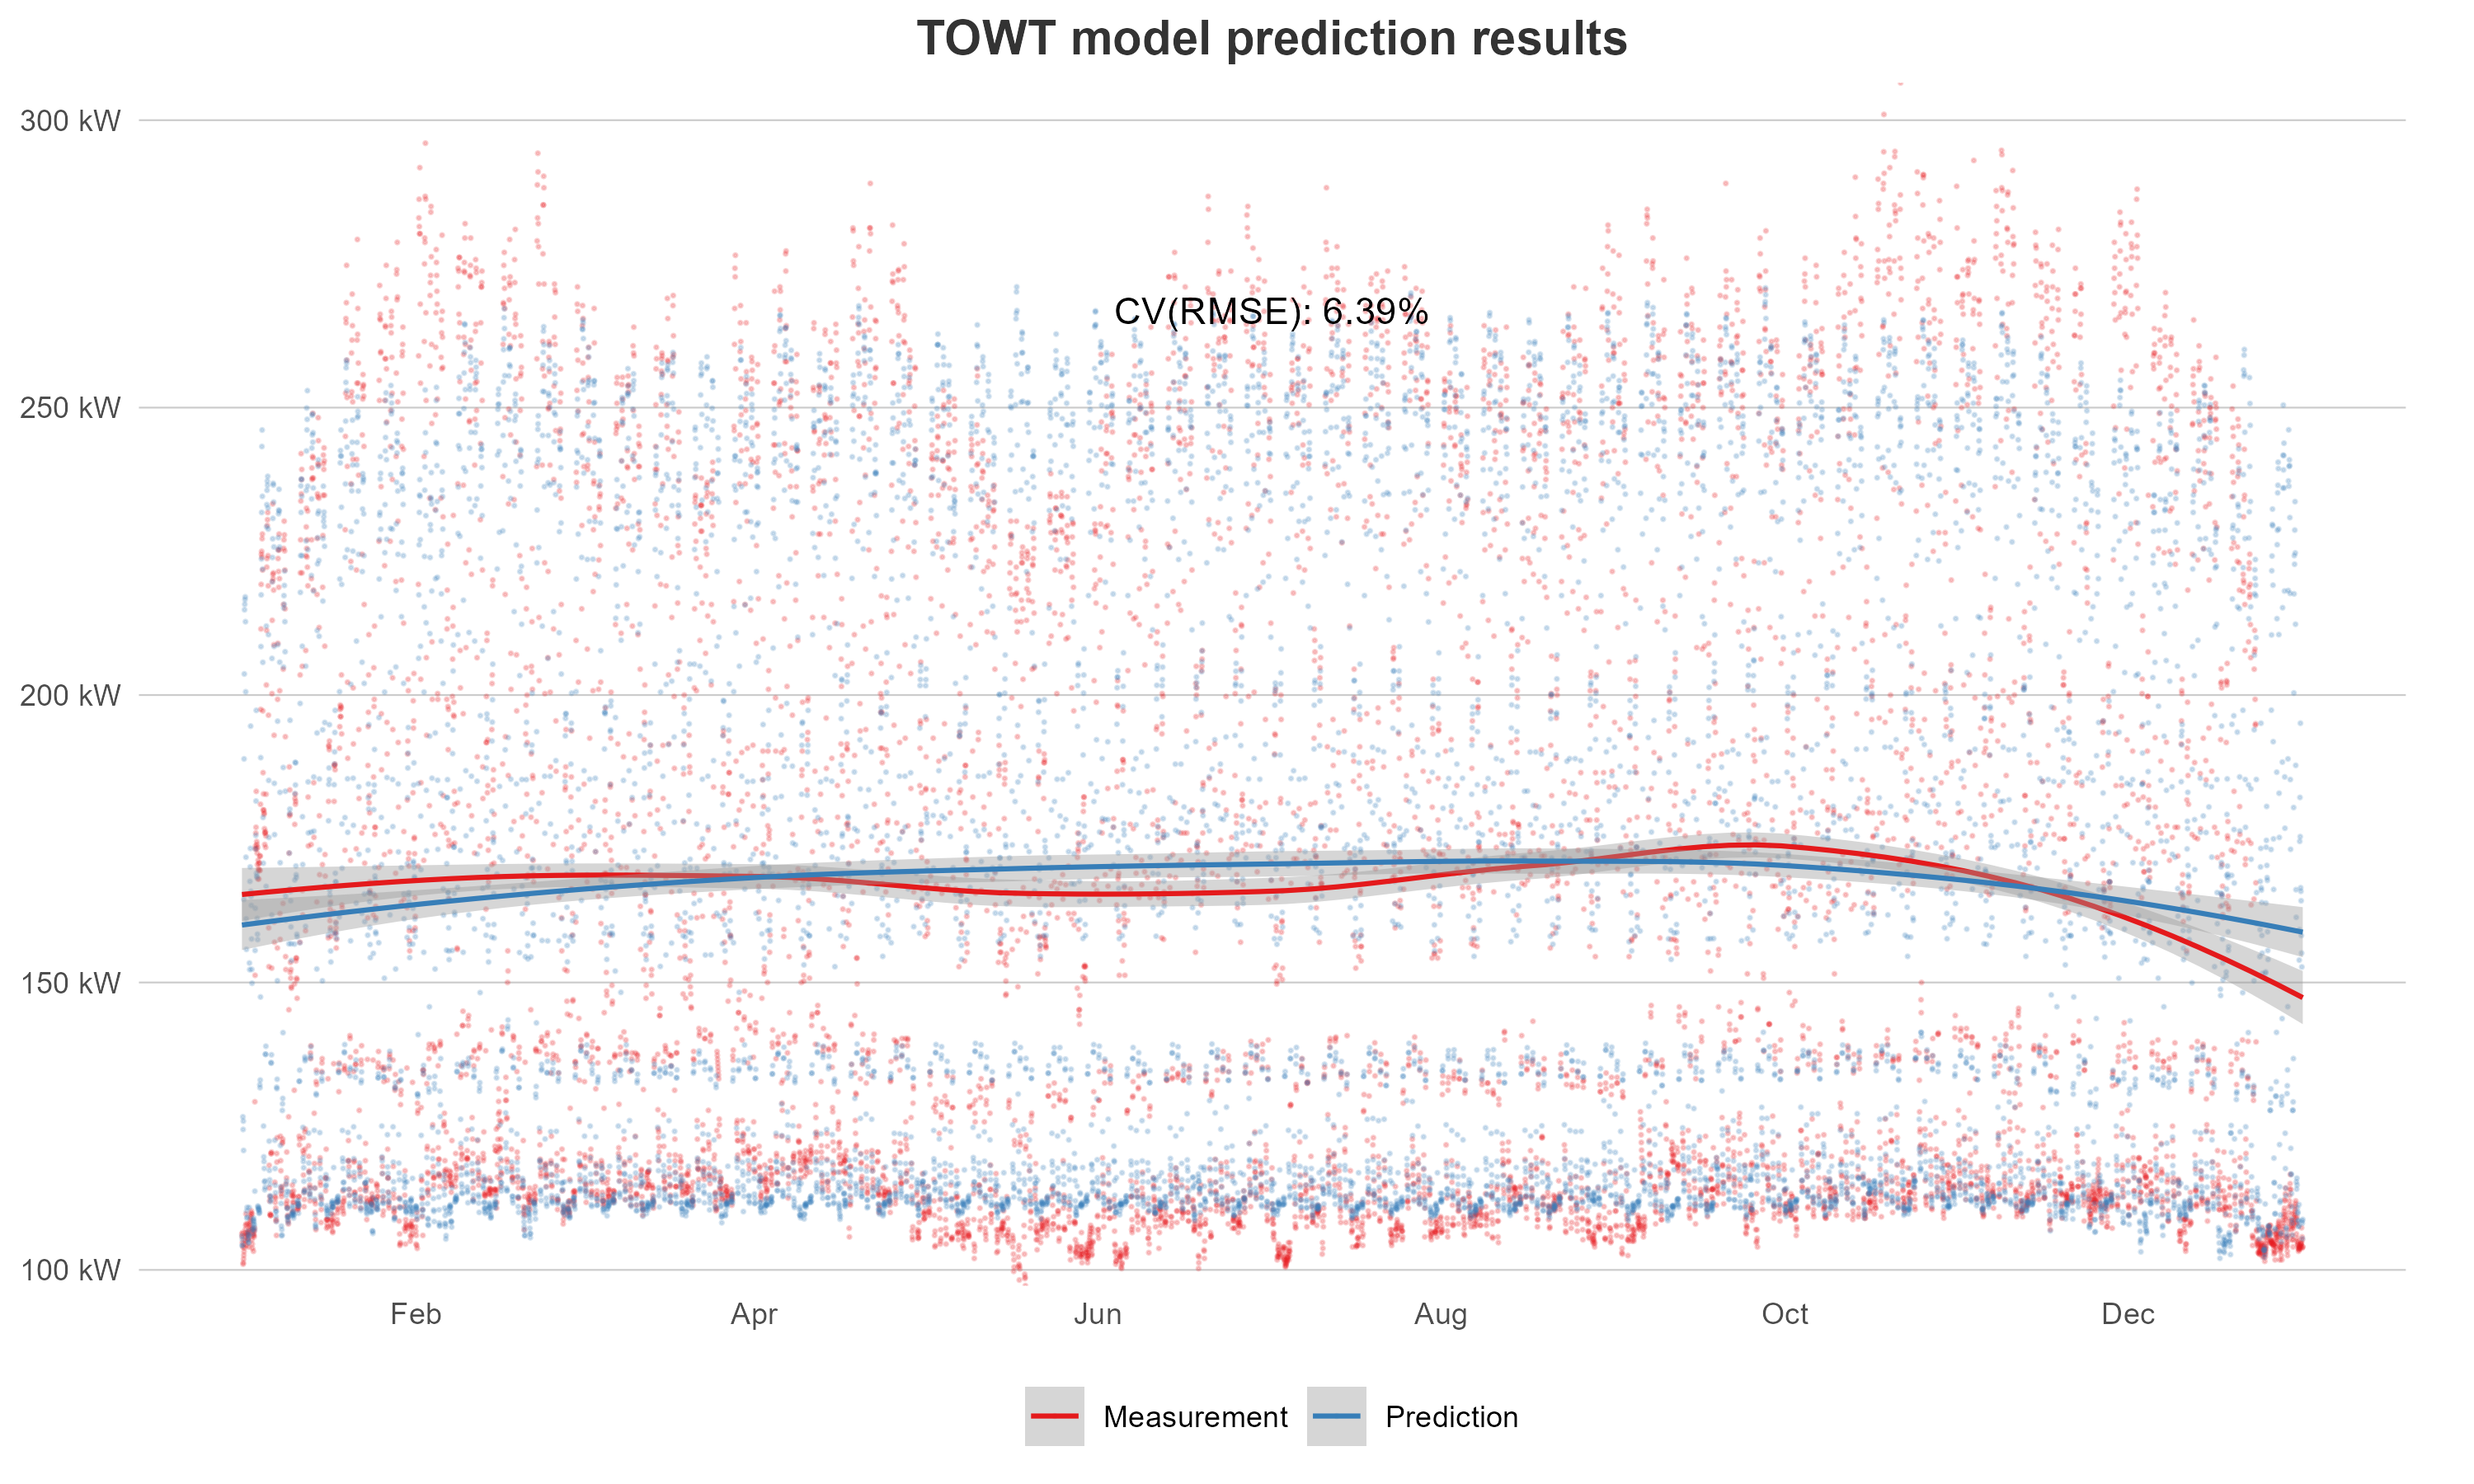 TOWT model prediction results
300 kW
CV(RMSE): 6.39%
250 kW
200 kW
150 kW
100 kW
Feb Apr Jun Aug Oct Dec
Measurement Prediction